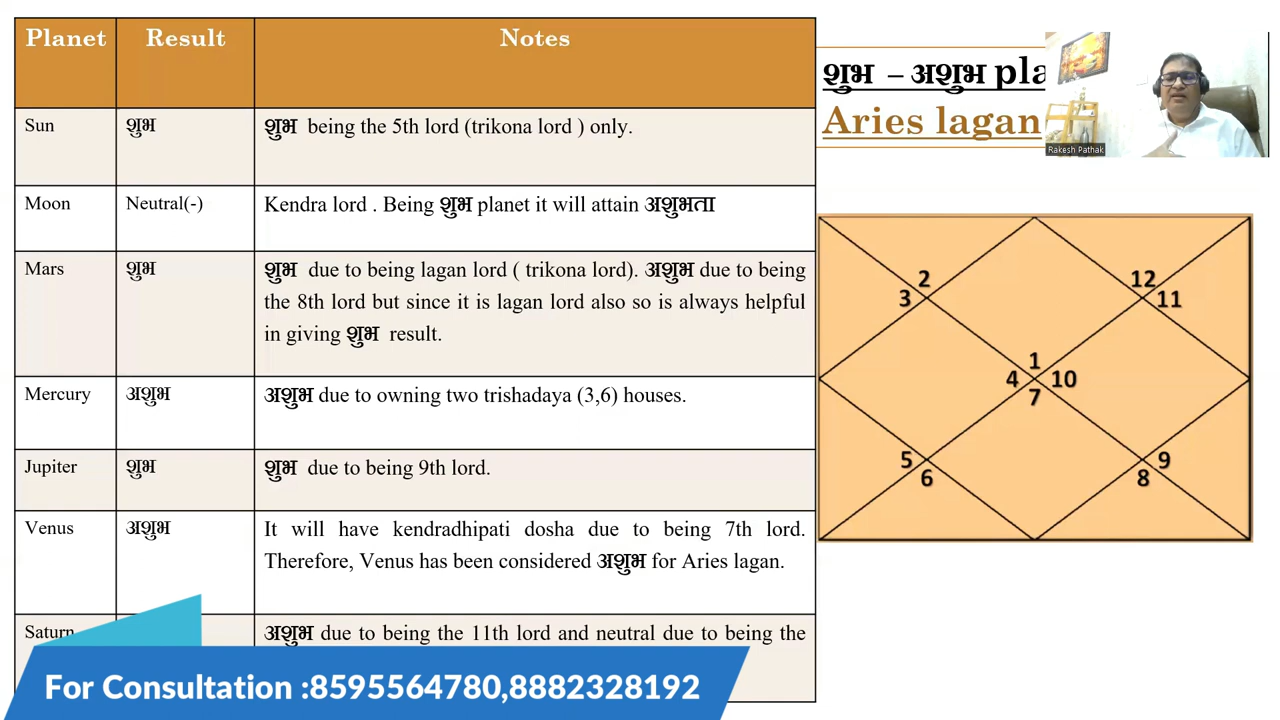 Planet Result Notes
Sun शुभ शुभ being the 5th lord (trikona lord ) only.
Moon Neutral(-) Kendra lord . Being शुभ planet it will attain अशुभता
Mars शुभ शुभ due to being lagan lord ( trikona lord). अशुभ due to being
the 8th lord but since it is lagan lord also so is always helpful
in giving शुभ result.
Mercury अशुभ अशुभ due to owning two trishadaya (3,6) houses.
Jupiter शुभ शुभ due to being 9th lord.
Venus अशुभ It will have kendradhipati dosha due to being 7th lord.
Therefore, Venus has been considered अशुभ for Aries lagan.
Saturn अशुभ due to being the 11th lord and neutral due to being the
For Consultation :8595564780,8882328192
शुभ – अशुभ pla
Aries lagan
Rakesh Pathak
2 12
3 11
1
4 10
7
5 9
6 8